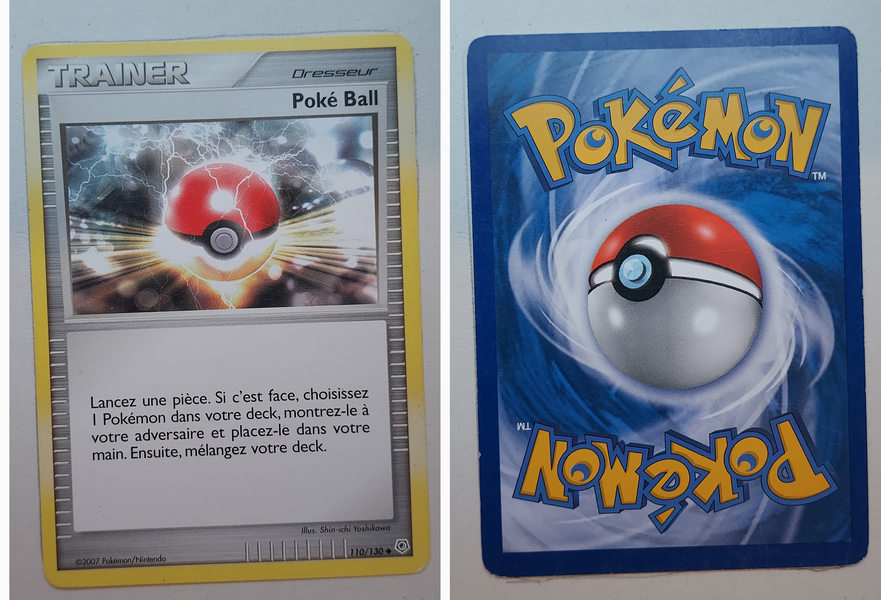 TRAINER
Dresseur
Poké Ball
Lancez une pièce. Si c'est face, choisissez
1 Pokémon dans votre deck, montrez-le à
votre adversaire et placez-le dans votre
main. Ensuite, mélangez votre deck.
Illus. Shin-ichi Yoshikawa
©2007 Pokémon/Nintendo
110/130
POKéMON
TM
POKéMON
TM